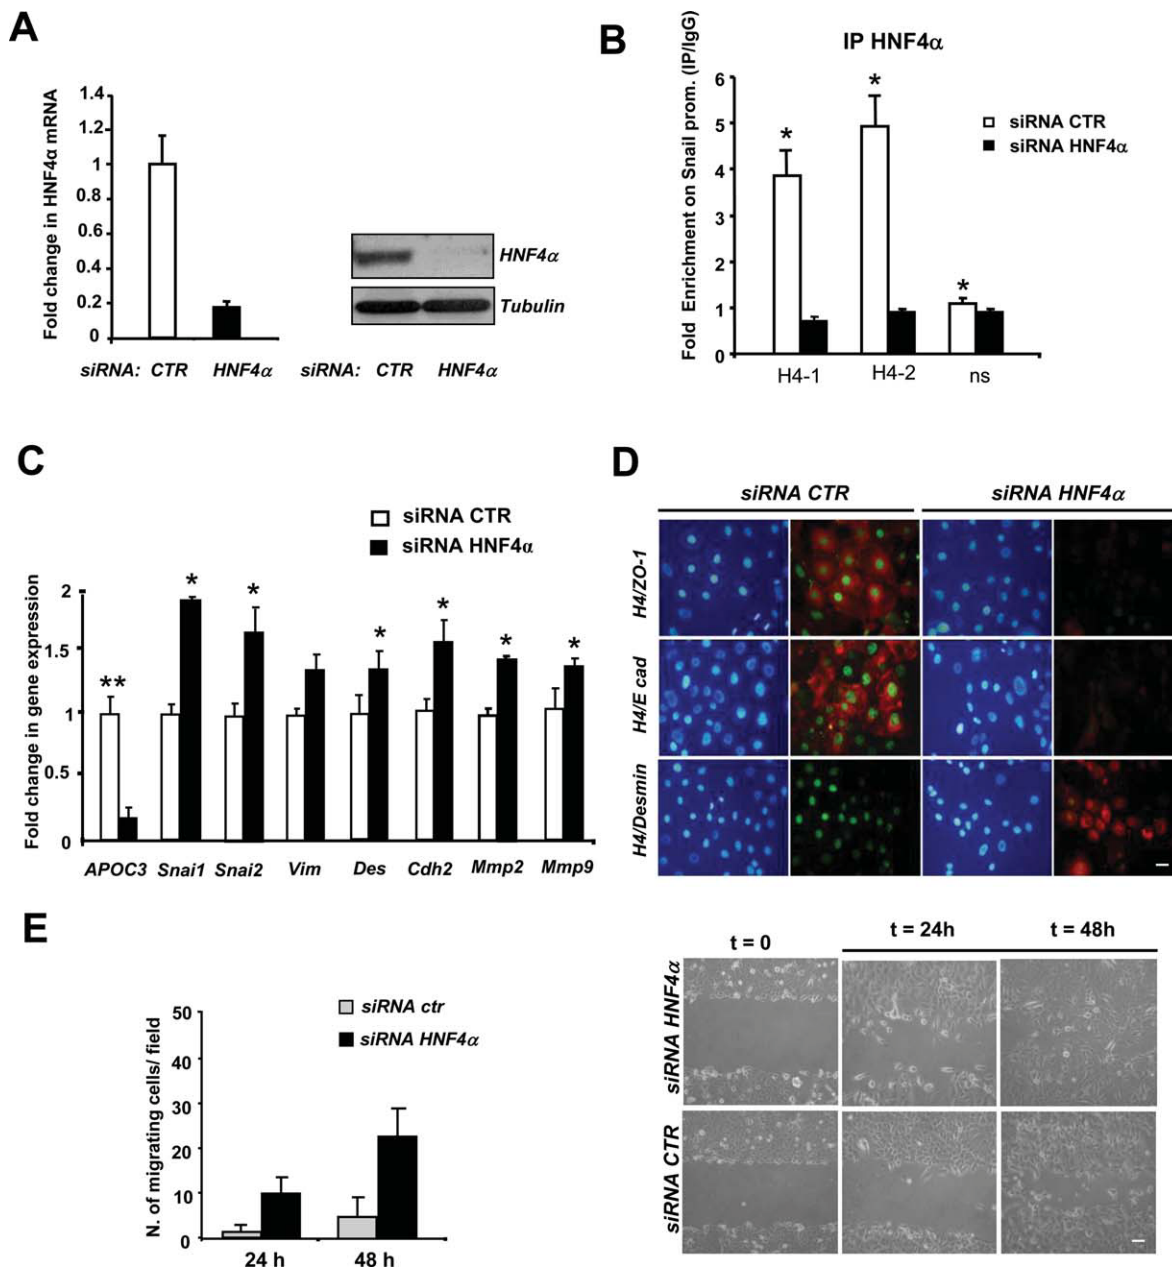 A
Fold change in HNF4α mRNA
1.4
1.2
1
0.8
0.6
0.4
0.2
0
siRNA: CTR HNF4α
HNF4α
Tubulin
siRNA: CTR HNF4α
B
IP HNF4α
Fold Enrichment on Snail prom. (IP/IgG)
6
5
4
3
2
1
0
* * *
siRNA CTR
siRNA HNF4α
H4-1 H4-2 ns
C
siRNA CTR
siRNA HNF4α
Fold change in gene expression
2
1.5
1
0.5
0
** * * * * * *
APOC3 Snai1 Snai2 Vim Des Cdh2 Mmp2 Mmp9
D
siRNA CTR siRNA HNF4α
H4/ZO-1
H4/E cad
H4/Desmin
E
N. of migrating cells/ field
50
40
30
20
10
0
siRNA ctr
siRNA HNF4α
24 h 48 h
t = 0 t = 24h t = 48h
siRNA HNF4α
siRNA CTR